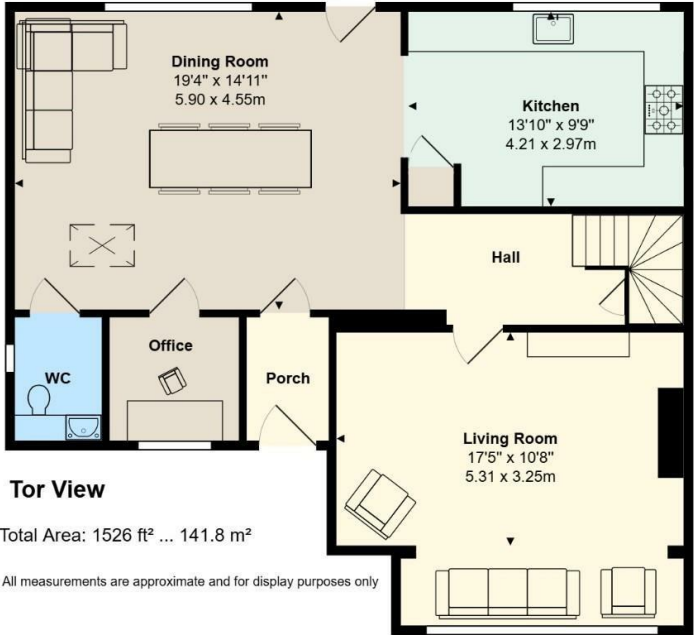 Dining Room
19'4" x 14'11"
5.90 x 4.55m
Kitchen
13'10" x 9'9"
4.21 x 2.97m
Hall
WC
Office
Porch
Living Room
17'5" x 10'8"
5.31 x 3.25m
Tor View
Total Area: 1526 ft² ... 141.8 m²
All measurements are approximate and for display purposes only